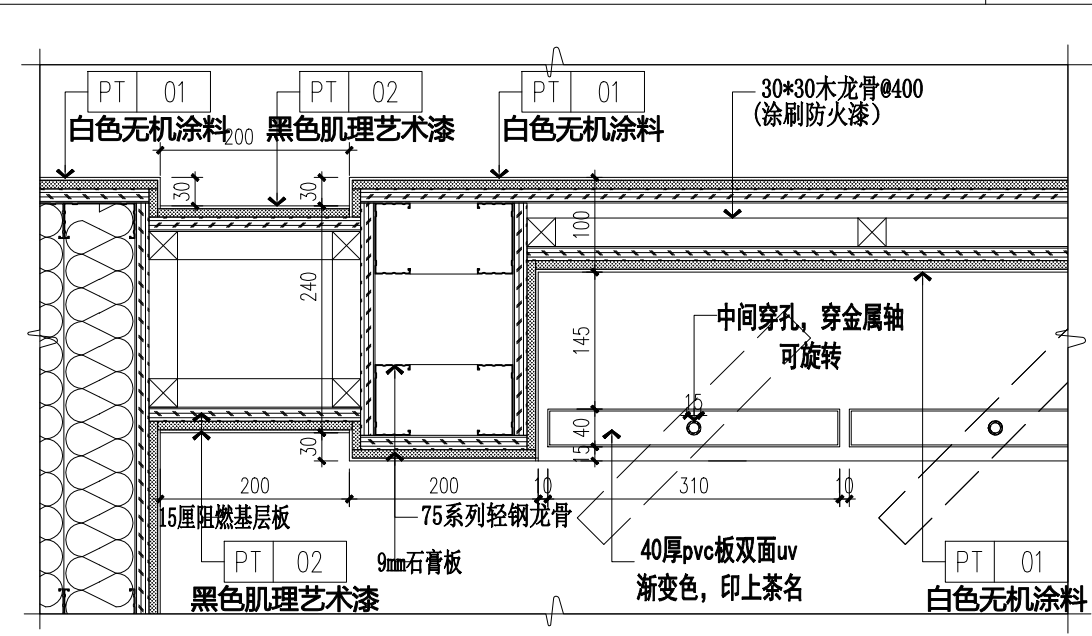 PT 01
PT 02
PT 01
30*30木龙骨@400
(涂刷防火漆)
白色无机涂料
黑色肌理艺术漆
白色无机涂料
200
30
30
100
240
中间穿孔，穿金属轴
可旋转
145
15
40
30
15
200
200
10
310
10
15厘阻燃基层板
75系列轻钢龙骨
PT 02
9mm石膏板
40厚pvc板双面uv
渐变色，印上茶名
PT 01
黑色肌理艺术漆
白色无机涂料